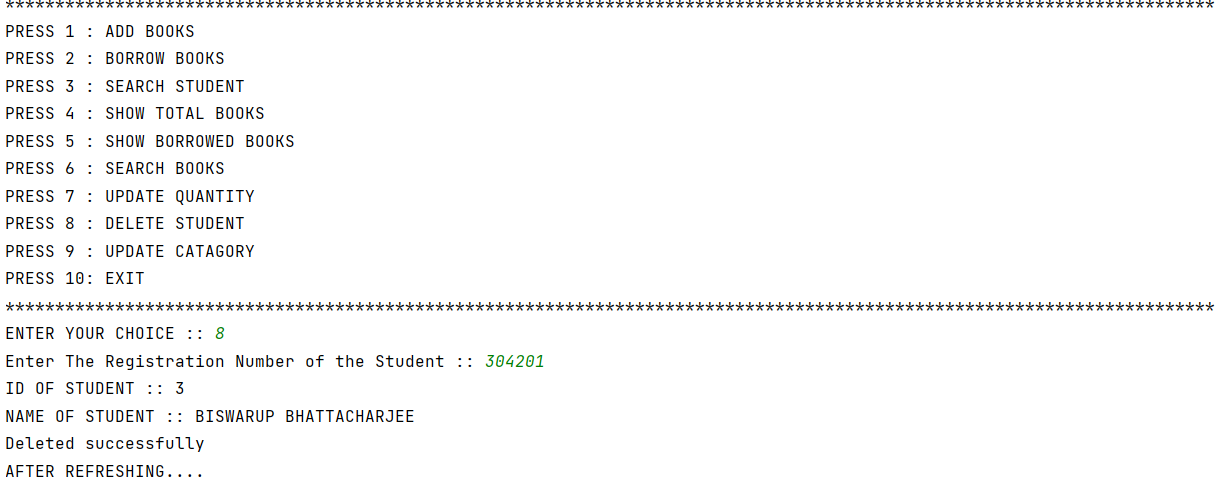 *************************************************************************************************************************
PRESS 1 : ADD BOOKS
PRESS 2 : BORROW BOOKS
PRESS 3 : SEARCH STUDENT
PRESS 4 : SHOW TOTAL BOOKS
PRESS 5 : SHOW BORROWED BOOKS
PRESS 6 : SEARCH BOOKS
PRESS 7 : UPDATE QUANTITY
PRESS 8 : DELETE STUDENT
PRESS 9 : UPDATE CATAGORY
PRESS 10: EXIT
*************************************************************************************************************************
ENTER YOUR CHOICE :: 8
Enter The Registration Number of the Student :: 304201
ID OF STUDENT :: 3
NAME OF STUDENT :: BISWARUP BHATTACHARJEE
Deleted successfully
AFTER REFRESHING....